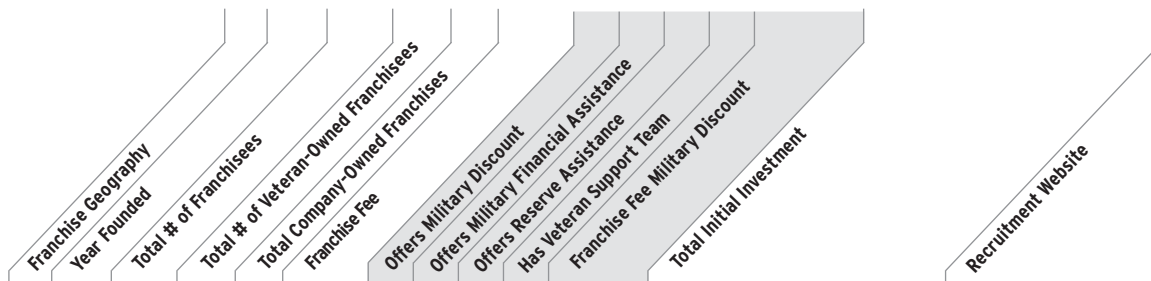 Franchise Geography
Year Founded
Total # of Franchisees
Total # of Veteran-Owned Franchisees
Total Company-Owned Franchises
Franchise Fee
Offers Military Discount
Offers Military Financial Assistance
Offers Reserve Assistance
Has Veteran Support Team
Franchise Fee Military Discount
Total Initial Investment
Recruitment Website